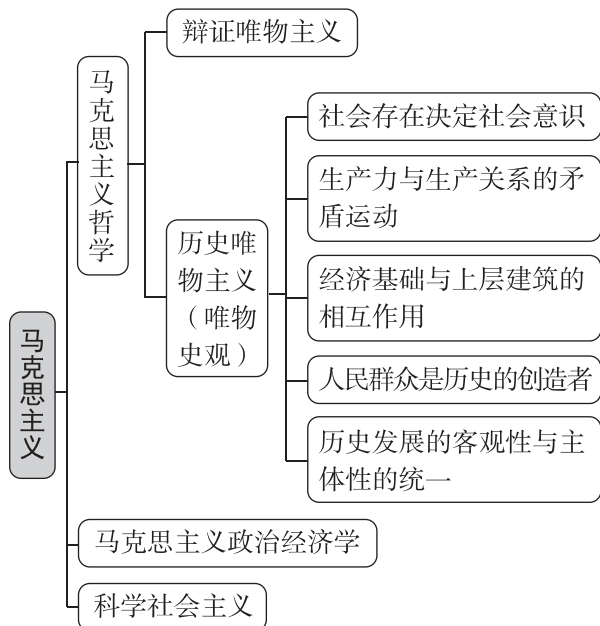 马克思主义
马克思主义哲学
辩证唯物主义
历史唯
物主义
（唯物
史观）
社会存在决定社会意识
生产力与生产关系的矛
盾运动
经济基础与上层建筑的
相互作用
人民群众是历史的创造者
历史发展的客观性与主
体性的统一
马克思主义政治经济学
科学社会主义